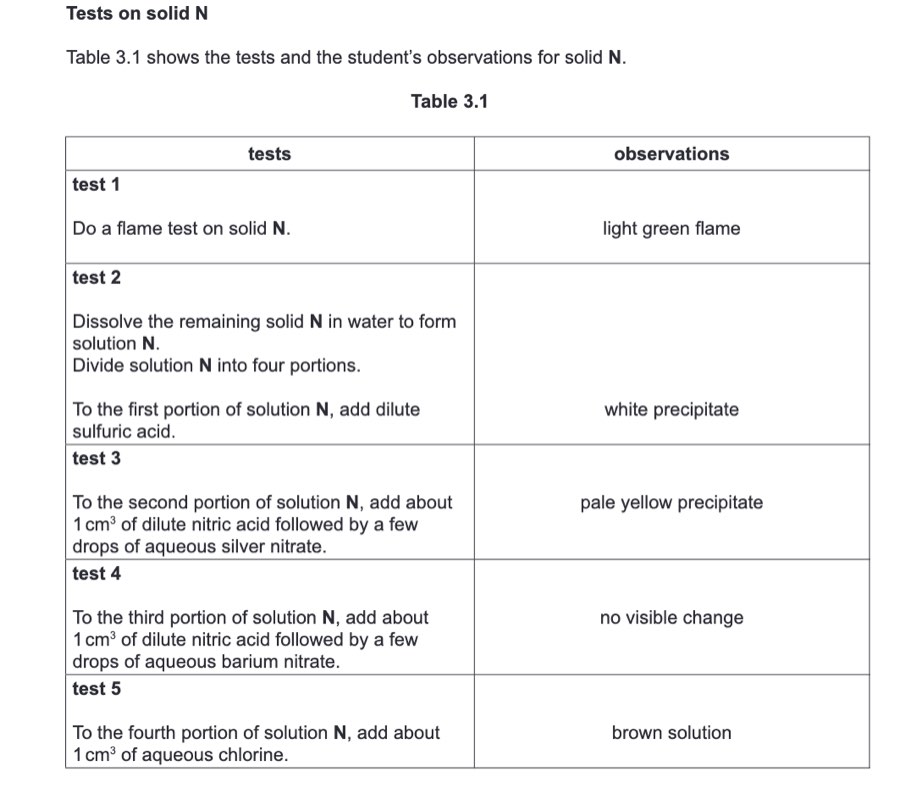 Tests on solid N
Table 3.1 shows the tests and the student’s observations for solid N.
Table 3.1
tests
observations
test 1
Do a flame test on solid N.
light green flame
test 2
Dissolve the remaining solid N in water to form
solution N.
Divide solution N into four portions.
To the first portion of solution N, add dilute
sulfuric acid.
white precipitate
test 3
To the second portion of solution N, add about
1 cm³ of dilute nitric acid followed by a few
drops of aqueous silver nitrate.
pale yellow precipitate
test 4
To the third portion of solution N, add about
1 cm³ of dilute nitric acid followed by a few
drops of aqueous barium nitrate.
no visible change
test 5
To the fourth portion of solution N, add about
1 cm³ of aqueous chlorine.
brown solution